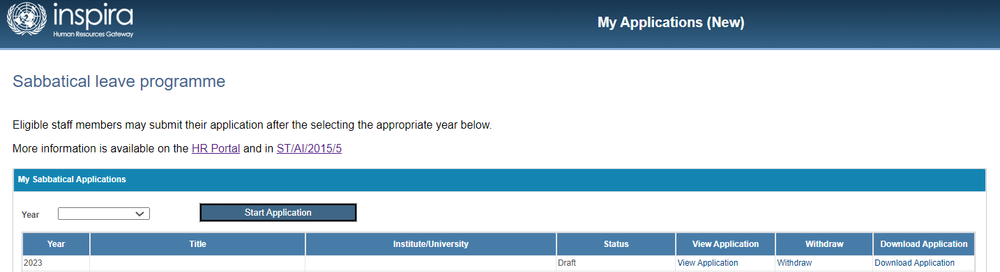 inspira
Human Resources Gateway
My Applications (New)
Sabbatical leave programme
Eligible staff members may submit their application after the selecting the appropriate year below.
More information is available on the HR Portal and in ST/AI/2015/5
My Sabbatical Applications
Year Start Application
Year Title Institute/University Status View Application Withdraw Download Application
2023 Draft View Application Withdraw Download Application